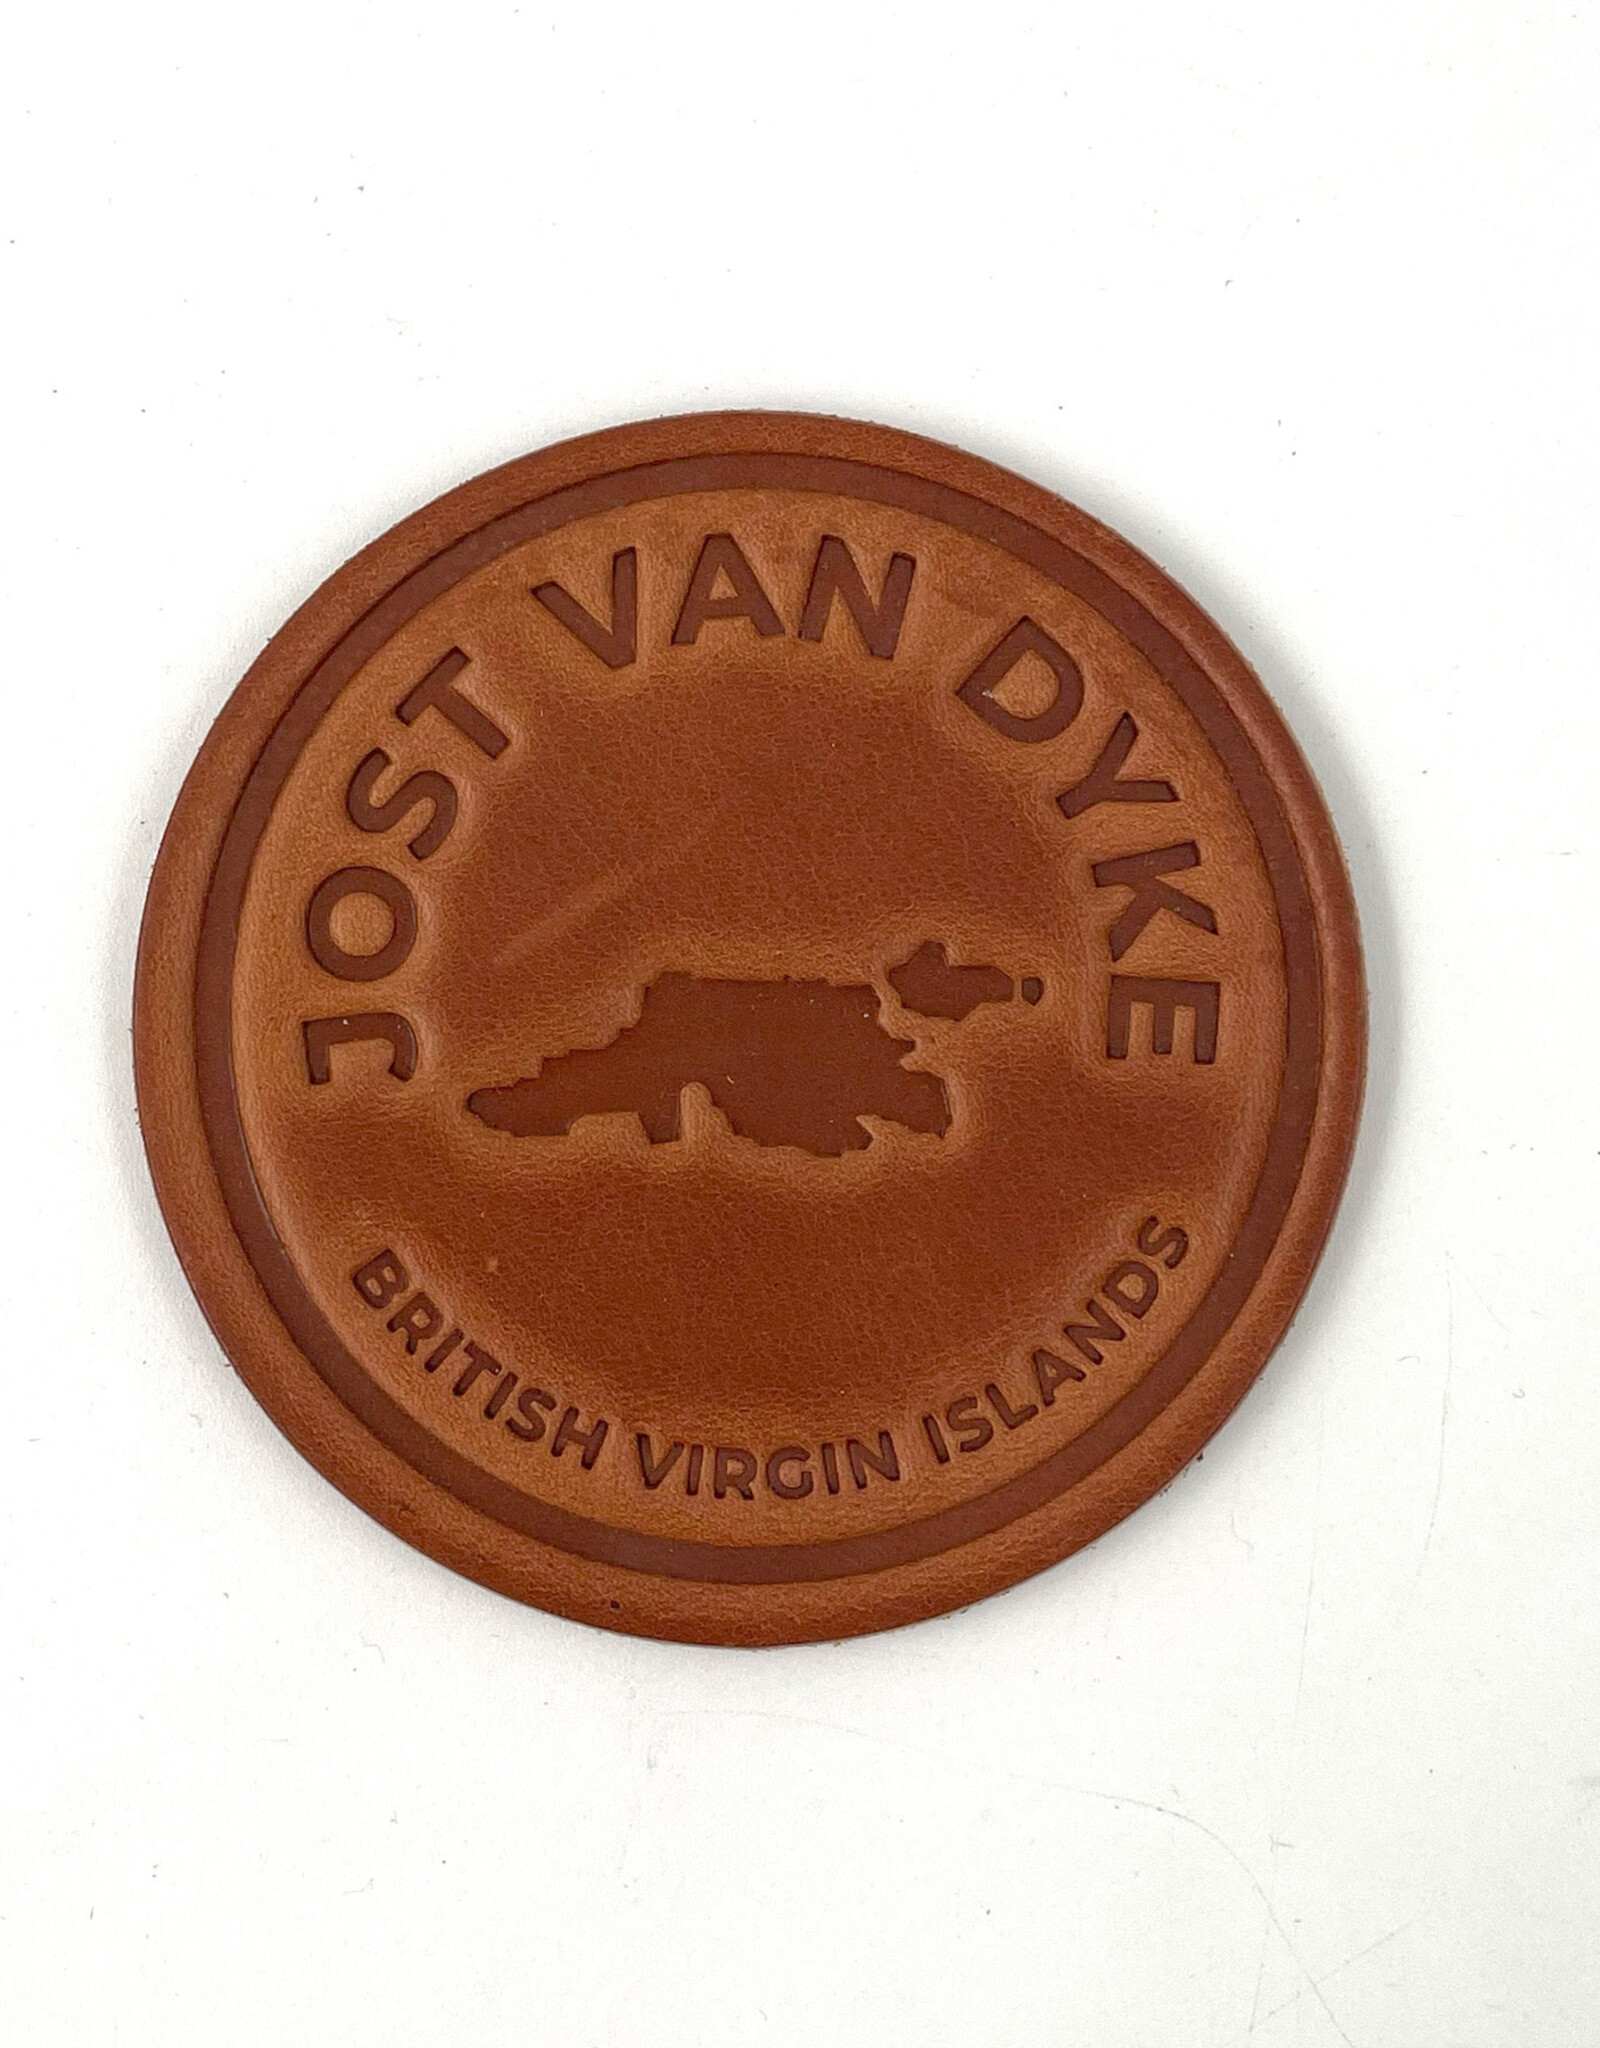 JOST VAN DYKE
BRITISH VIRGIN ISLANDS